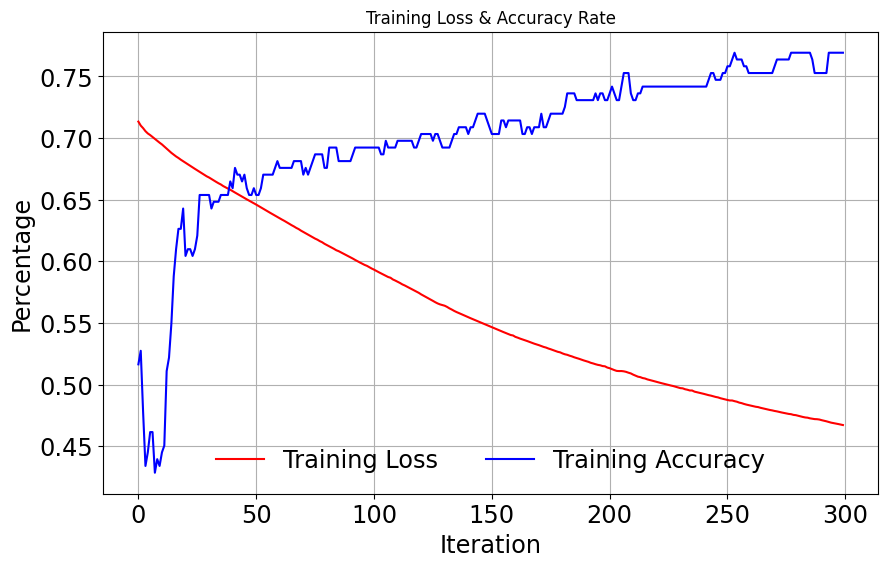 Training Loss & Accuracy Rate
Percentage
0.75
0.70
0.65
0.60
0.55
0.50
0.45
Training Loss Training Accuracy
0 50 100 150 200 250 300
Iteration